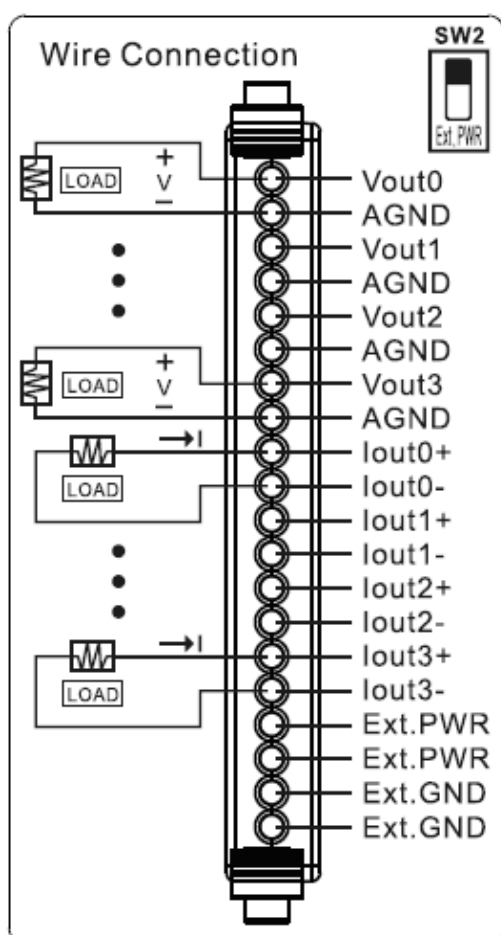 Wire Connection
SW2
Ext, PWR
+
LOAD
V
−
Vout0
AGND
Vout1
AGND
Vout2
AGND
+
LOAD
V
−
Vout3
AGND
I
Iout0+
LOAD
Iout0-
Iout1+
Iout1-
Iout2+
Iout2-
I
Iout3+
LOAD
Iout3-
Ext.PWR
Ext.PWR
Ext.GND
Ext.GND